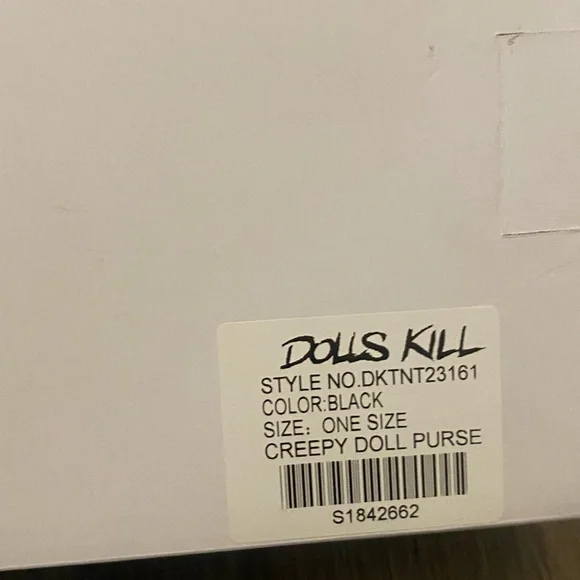 DOLLS KILL
STYLE NO.DKTNT23161
COLOR:BLACK
SIZE: ONE SIZE
CREEPY DOLL PURSE
S1842662